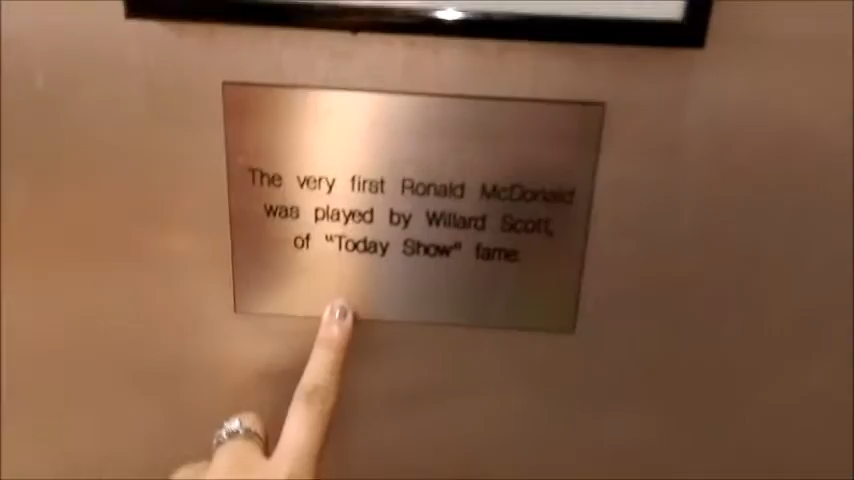 The very first Ronald McDonald
was played by Willard Scott,
of "Today Show" fame.